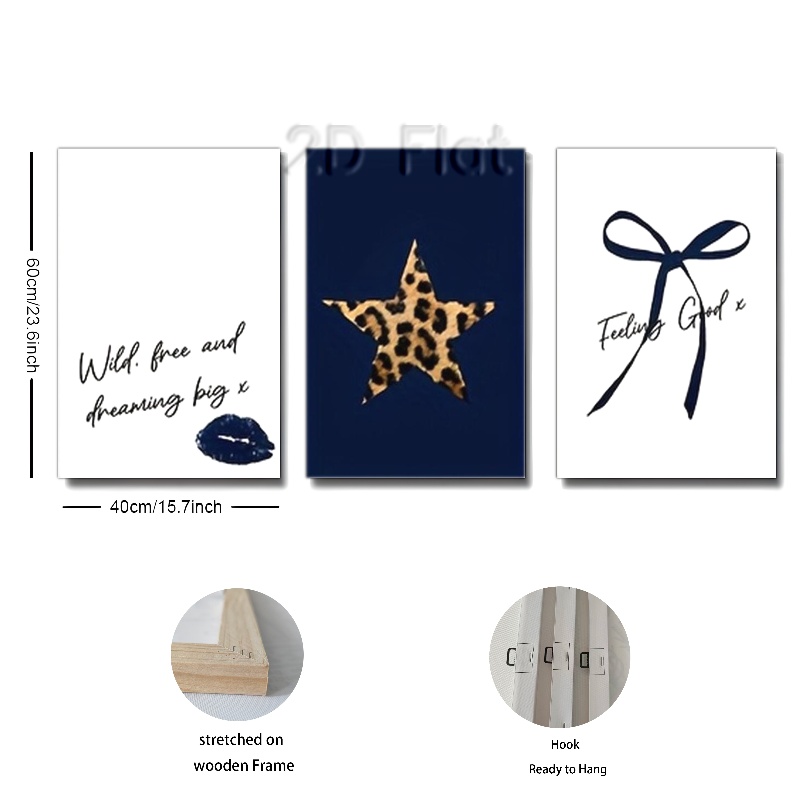 2D Flat
60cm/23.6inch
Wild, free and
dreaming big x
Feeling Good x
40cm/15.7inch
stretched on
wooden Frame
Hook
Ready to Hang